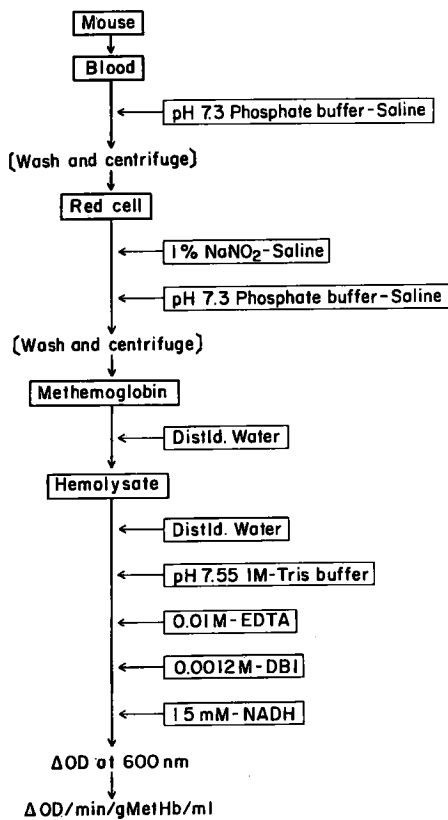 Mouse
Blood
pH 7.3 Phosphate buffer-Saline
(Wash and centrifuge)
Red cell
1% NaNO2-Saline
pH 7.3 Phosphate buffer-Saline
(Wash and centrifuge)
Methemoglobin
Distld. Water
Hemolysate
Distld. Water
pH 7.55 1M-Tris buffer
0.01M-EDTA
0.0012M-DBI
15 mM-NADH
ΔOD at 600 nm
ΔOD/min/gMetHb/ml